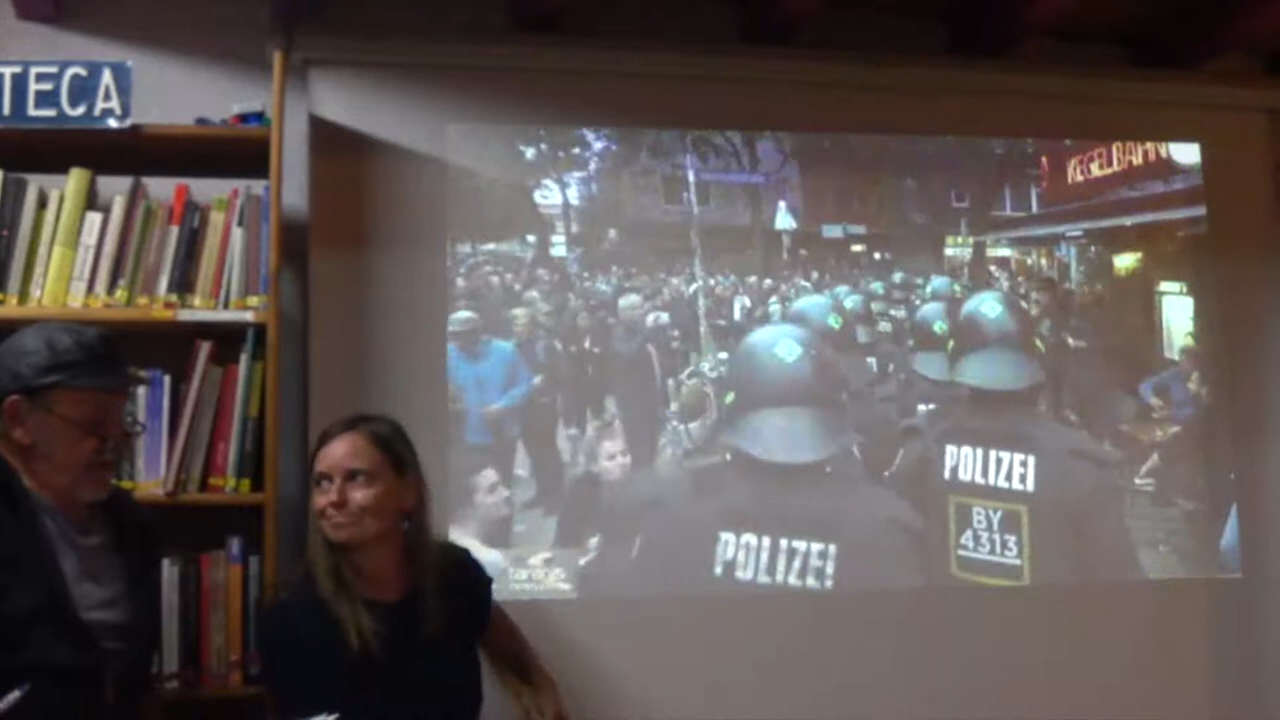 TECA
KEGELBAHN
POLIZEI
BY
4313
POLIZEI